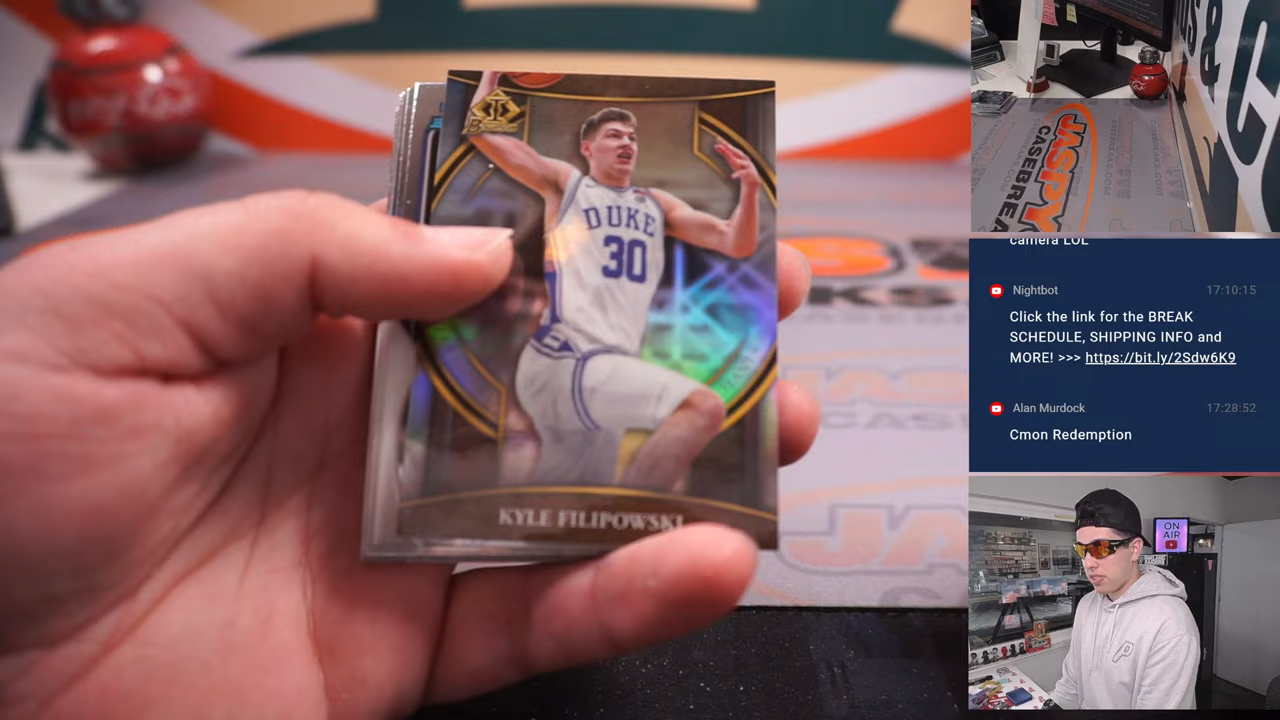 DUKE
30
KYLE FILIPOWSKI
JASPY
CASEBREAK
camera LOL
Nightbot
17:10:15
Click the link for the BREAK
SCHEDULE, SHIPPING INFO and
MORE! >>> https://bit.ly/2Sdw6K9
Alan Murdock
17:28:52
Cmon Redemption
ON
AIR